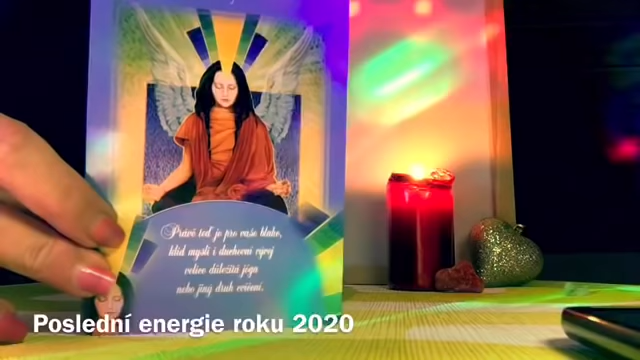 Právě teď je pro vaše blaho,
klid mysli i duchovní vývoj
velice důležitá jóga
nebo jiný druh cvičení.
Poslední energie roku 2020